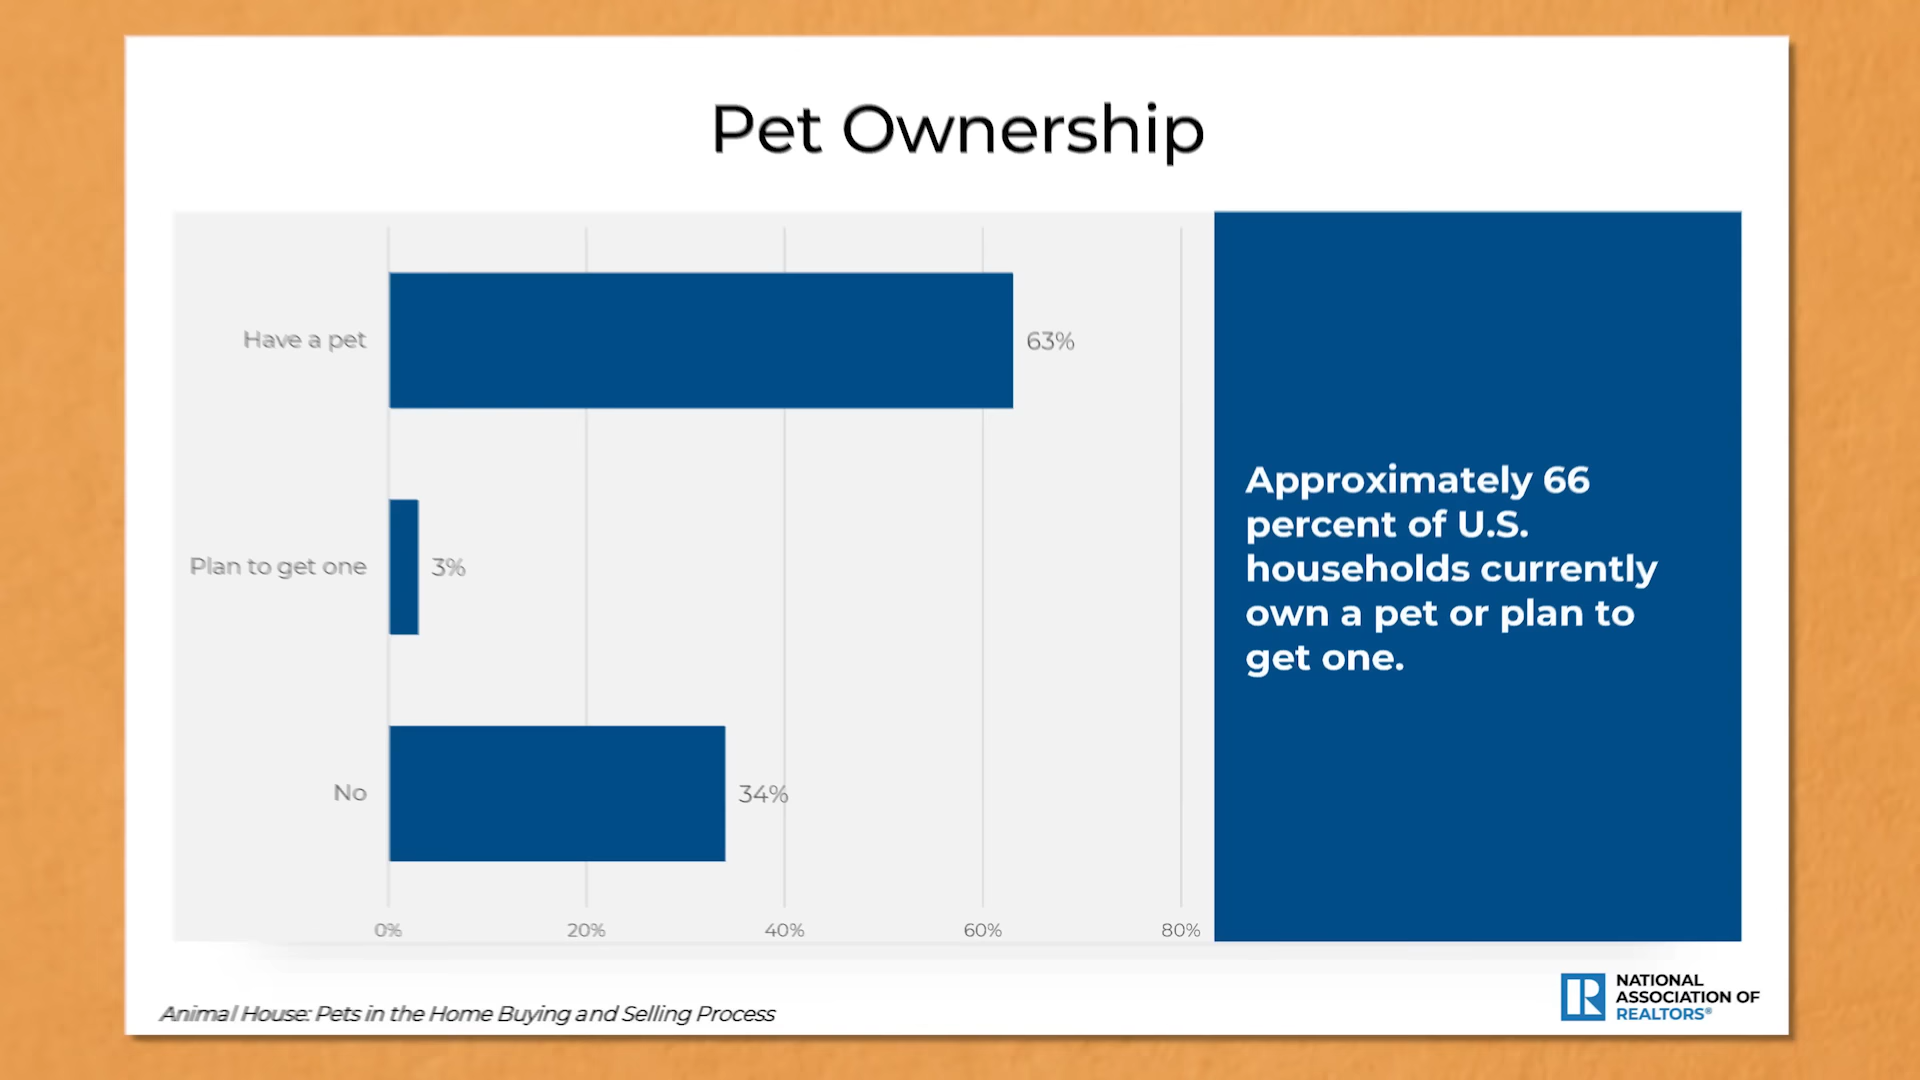 Pet Ownership
Have a pet
63%
Plan to get one
3%
No
34%
0% 20% 40% 60% 80%
Approximately 66
percent of U.S.
households currently
own a pet or plan to
get one.
Animal House: Pets in the Home Buying and Selling Process
R
NATIONAL
ASSOCIATION OF
REALTORS®